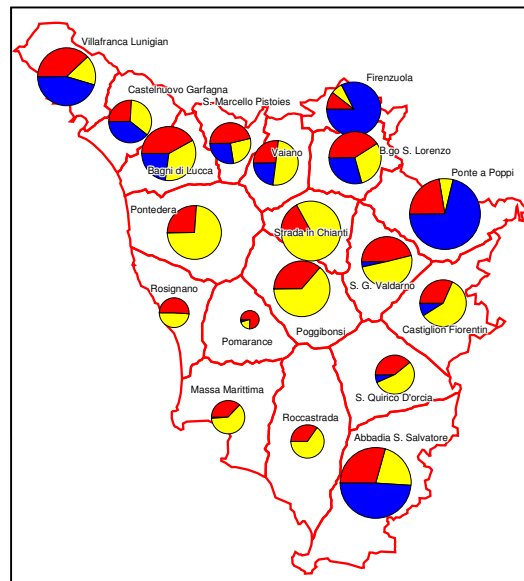 Villafranca Lunigian
Castelnuovo Garfagna
Firenzuola
S. Marcello Pistoies
B.go S. Lorenzo
Vaiano
Bagni di Lucca
Ponte a Poppi
Pontedera
Strada in Chianti
S. G. Valdarno
Rosignano
Castiglion Fiorentin
Poggibonsi
Pomarance
Massa Marittima
S. Quirico D'orcia
Roccastrada
Abbadia S. Salvatore